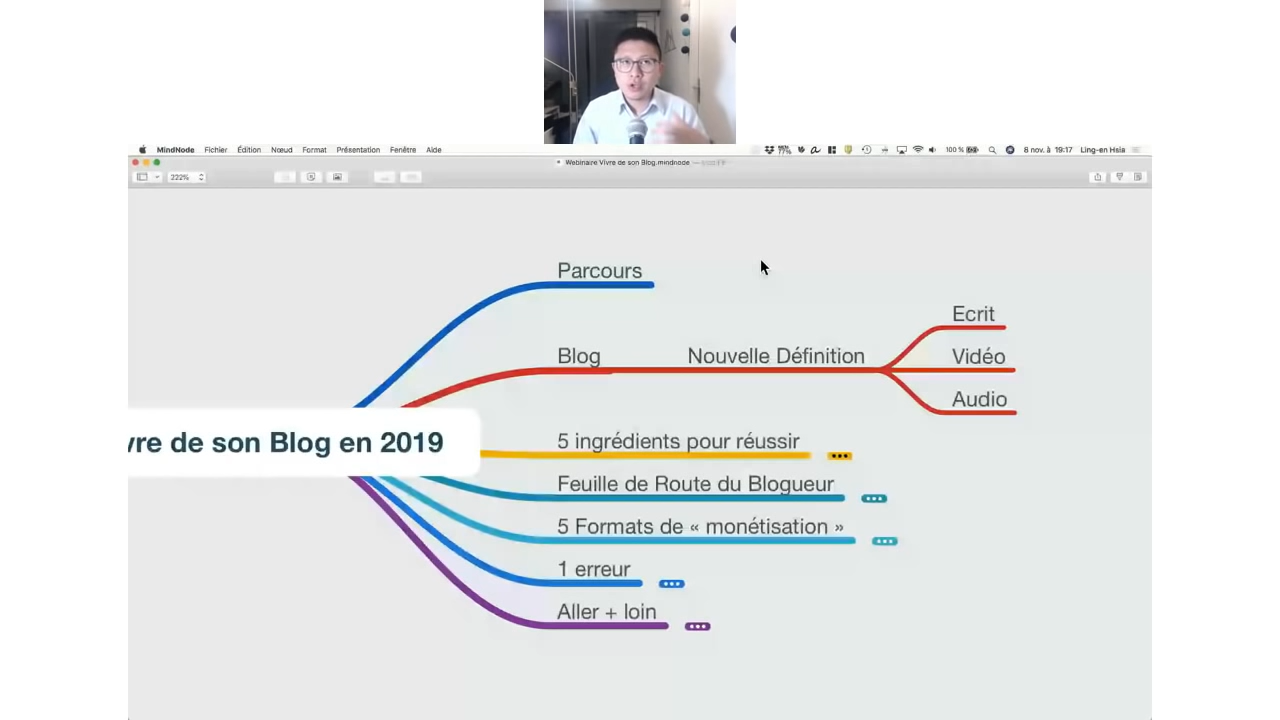 MindNode Fichier Édition Nœud Format Présentation Fenêtre Aide
100 % 8 nov. à 19:17 Ling-en Hsia
Webinaire Vivre de son Blog.mindnode
222%
Parcours
Ecrit
Blog Nouvelle Définition Vidéo
Audio
vre de son Blog en 2019
5 ingrédients pour réussir
Feuille de Route du Blogueur
5 Formats de « monétisation »
1 erreur
Aller + loin